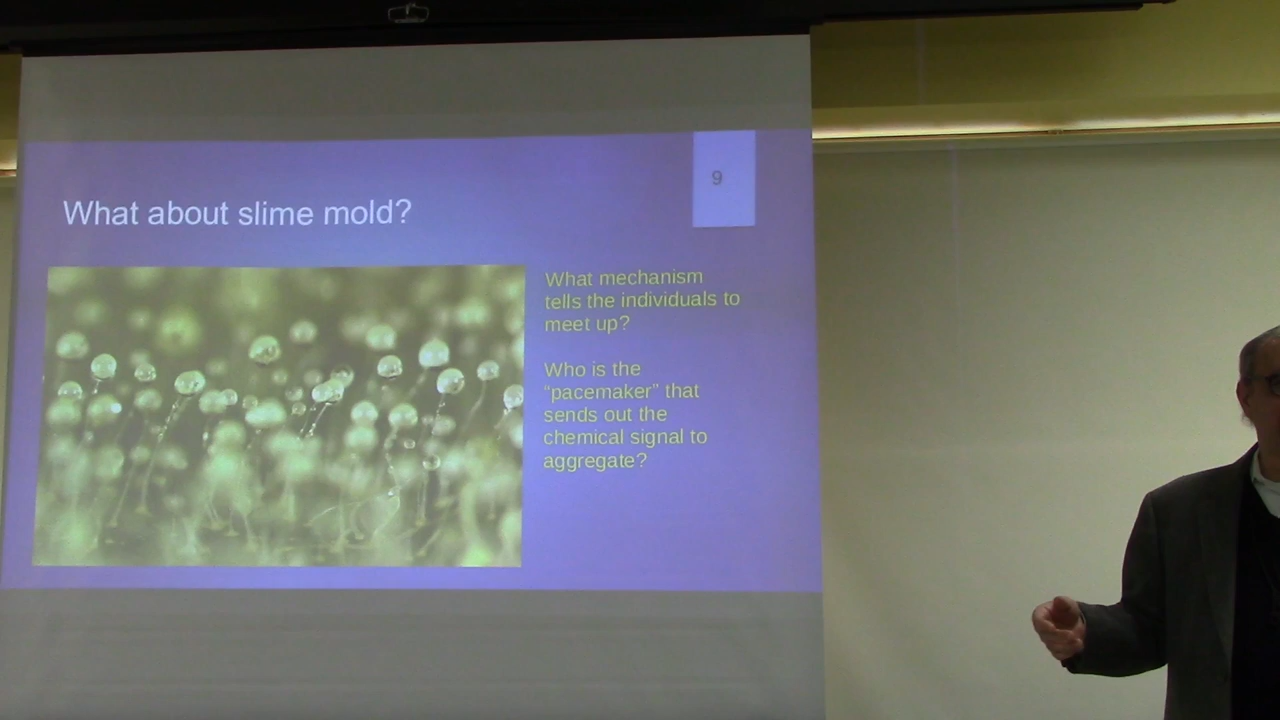 9
What about slime mold?
What mechanism
tells the individuals to
meet up?
Who is the
“pacemaker” that
sends out the
chemical signal to
aggregate?